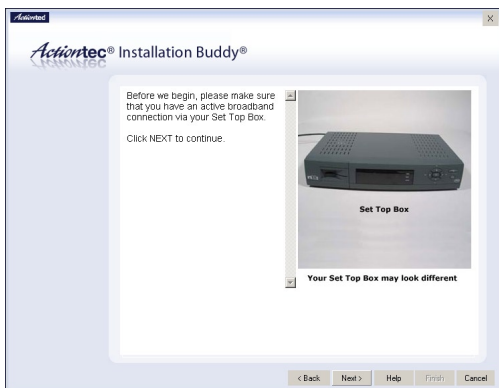 Actiontec
Actiontec® Installation Buddy®
Before we begin, please make sure
that you have an active broadband
connection via your Set Top Box.
Click NEXT to continue.
Set Top Box
Your Set Top Box may look different
< Back Next > Help Finish Cancel